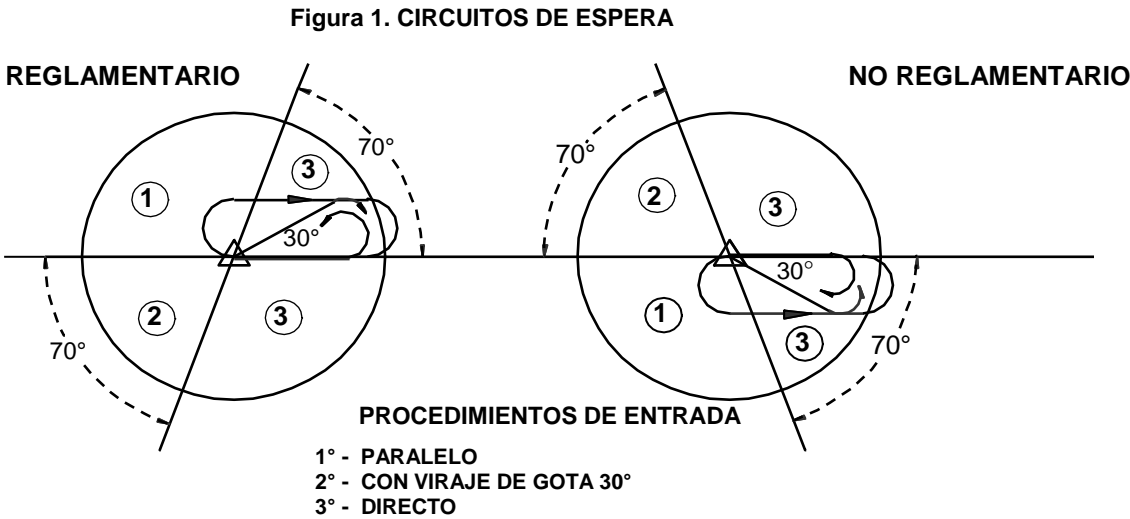 Figura 1. CIRCUITOS DE ESPERA
REGLAMENTARIO
NO REGLAMENTARIO
70°
3
1
30°
2
3
70°
70°
2
3
30°
1
3
70°
PROCEDIMIENTOS DE ENTRADA
1° - PARALELO
2° - CON VIRAJE DE GOTA 30°
3° - DIRECTO